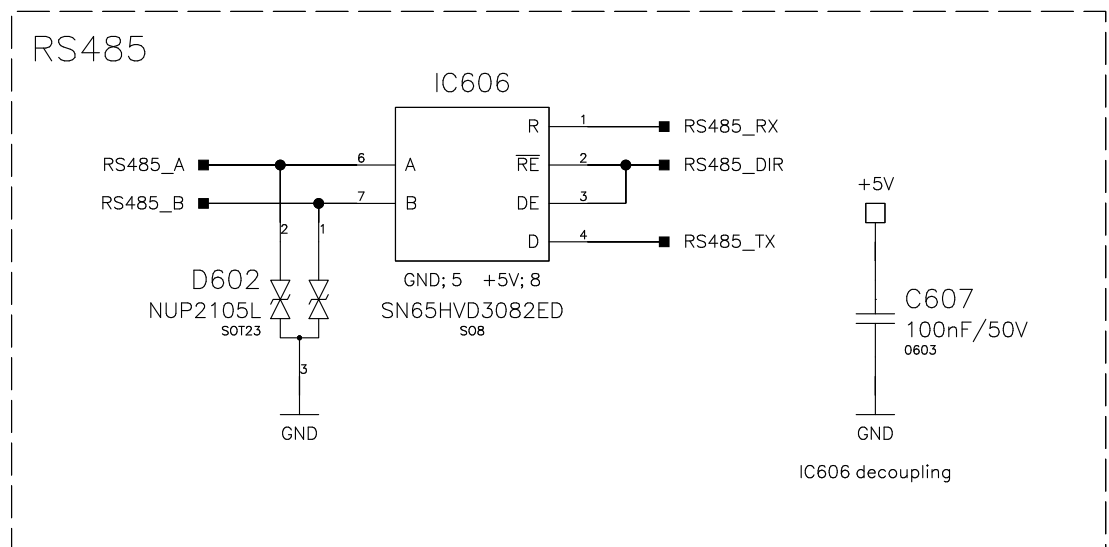 RS485
IC606
R 1 RS485_RX
RS485_A 6 A RE 2 RS485_DIR
RS485_B 7 B DE 3
+5V
2 1 D 4 RS485_TX
D602 GND; 5 +5V; 8
NUP2105L SN65HVD3082ED
SOT23 SO8
C607
100nF/50V
0603
3
GND GND
IC606 decoupling